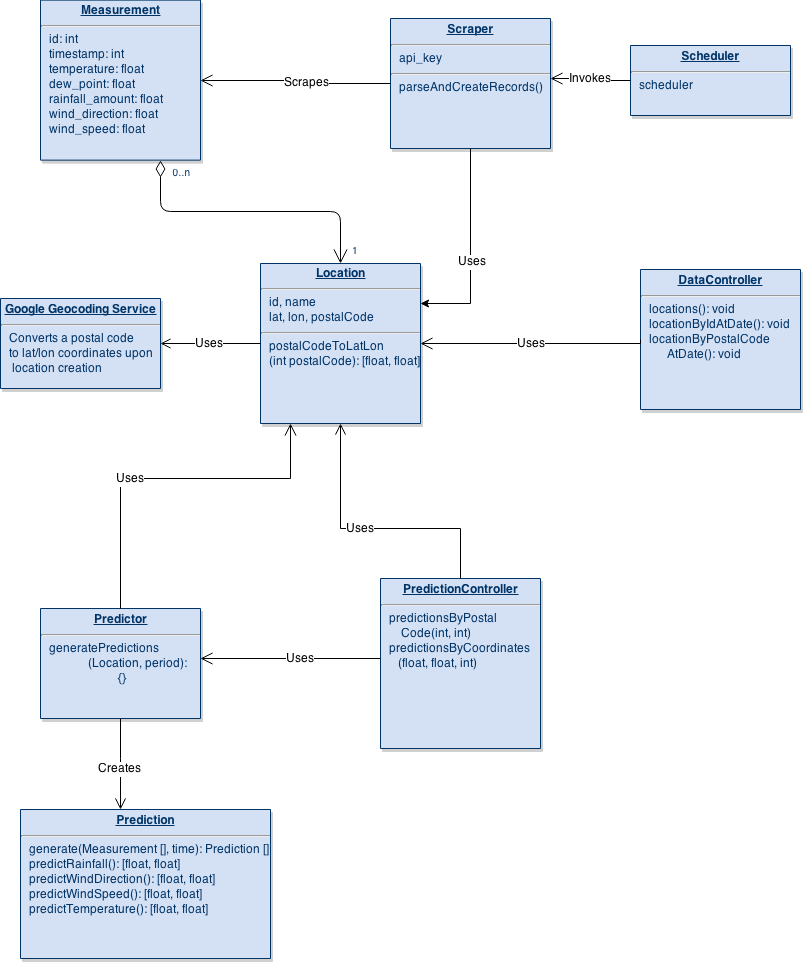 Measurement
id: int
timestamp: int
temperature: float
dew_point: float
rainfall_amount: float
wind_direction: float
wind_speed: float
Scraper
api_key
parseAndCreateRecords()
Scheduler
scheduler
Scrapes
Invokes
0..n
1
Uses
Location
id, name
lat, lon, postalCode
postalCodeToLatLon
(int postalCode): [float, float]
Google Geocoding Service
Converts a postal code
to lat/lon coordinates upon
location creation
Uses
DataController
locations(): void
locationByIdAtDate(): void
locationByPostalCode
AtDate(): void
Uses
Uses
Uses
Predictor
generatePredictions
(Location, period):
{}
PredictionController
predictionsByPostal
Code(int, int)
predictionsByCoordinates
(float, float, int)
Uses
Creates
Prediction
generate(Measurement [], time): Prediction []
predictRainfall(): [float, float]
predictWindDirection(): [float, float]
predictWindSpeed(): [float, float]
predictTemperature(): [float, float]